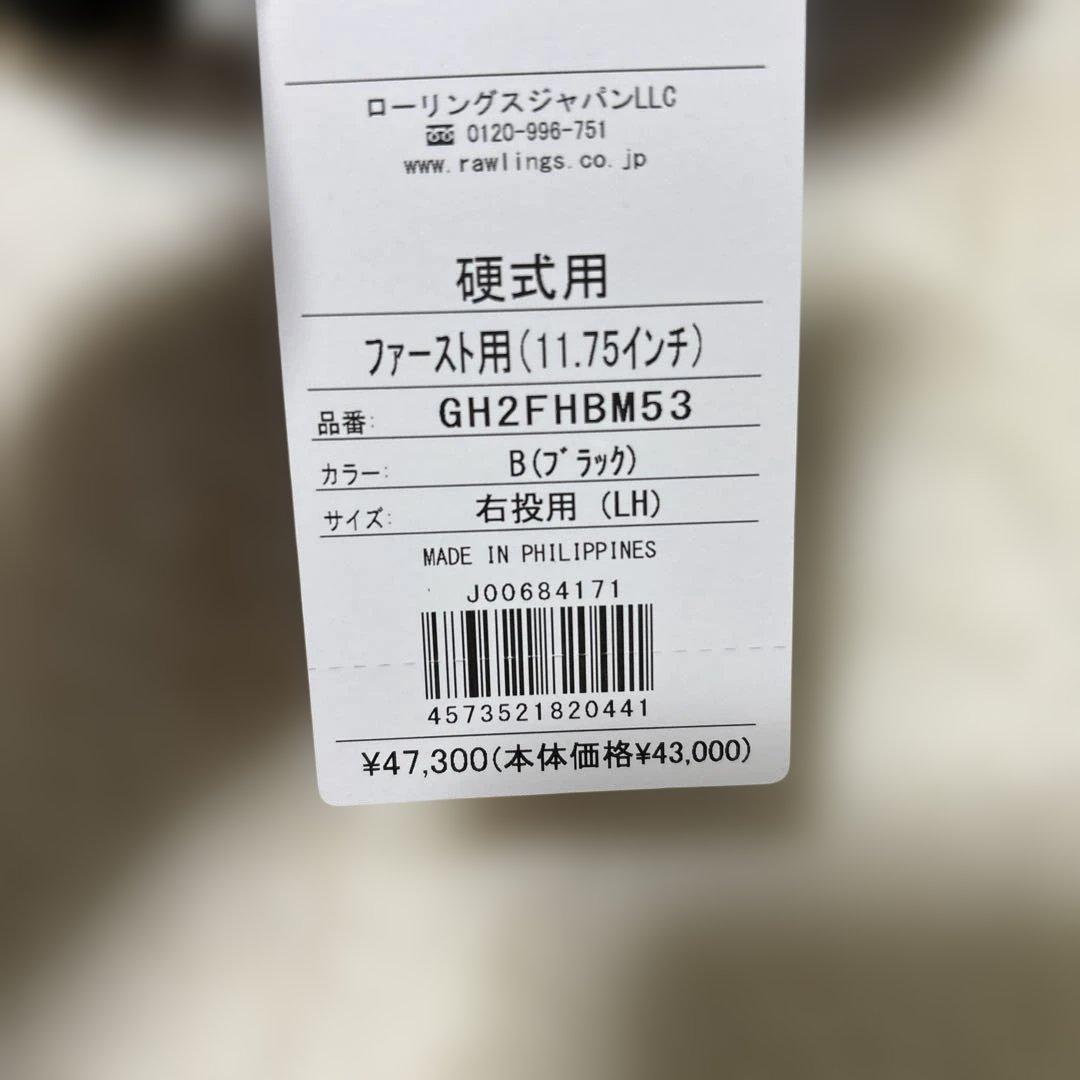 ローリングスジャパンLLC
0120-996-751
www.rawlings.co.jp
硬式用
ファースト用(11.75インチ)
品番: GH2FHBM53
カラー: B(ブラック)
サイズ: 右投用 (LH)
MADE IN PHILIPPINES
J00684171
4573521820441
¥47,300(本体価格¥43,000)